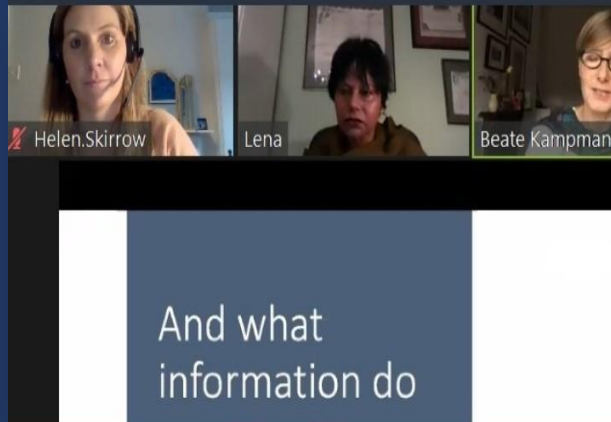 Helen.Skirrow
Lena
Beate Kampman
And what
information do